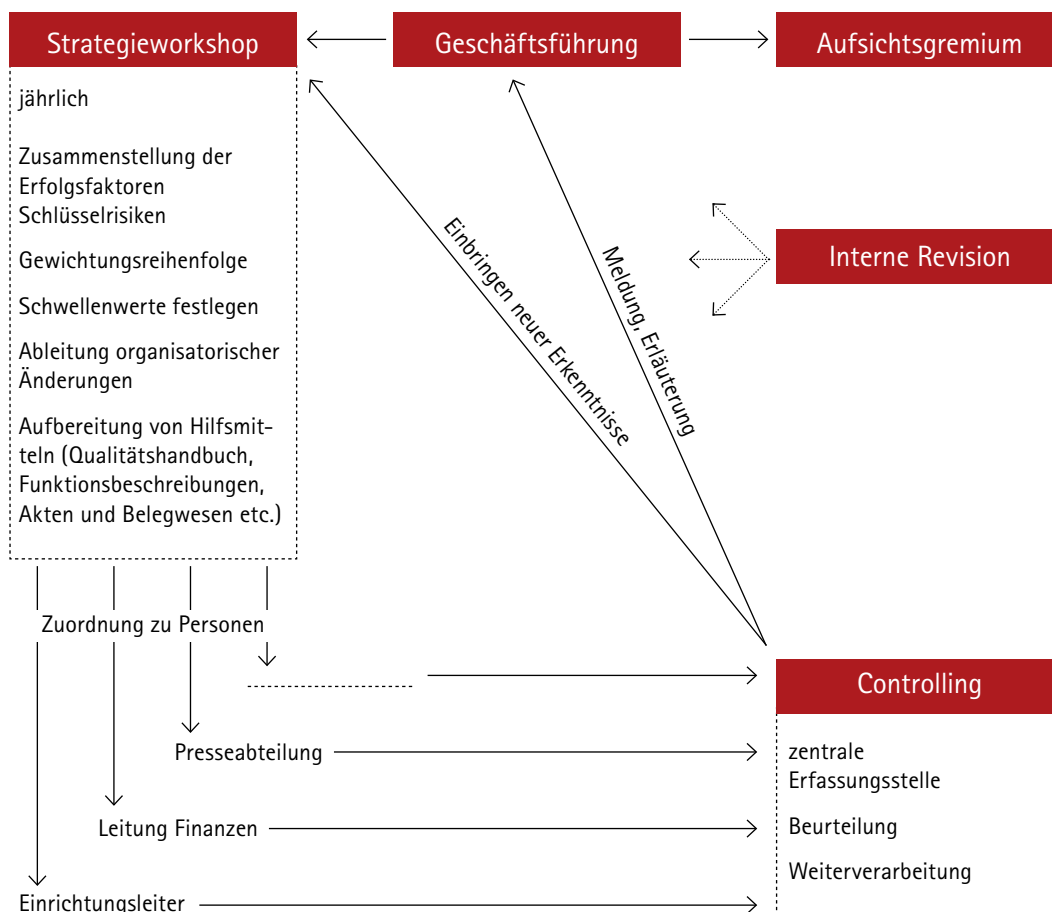 Strategieworkshop
Geschäftsführung
Aufsichtsgremium
jährlich
Zusammenstellung der
Erfolgsfaktoren
Schlüsselrisiken
Gewichtungsreihenfolge
Schwellenwerte festlegen
Ableitung organisatorischer
Änderungen
Aufbereitung von Hilfsmit-
teln (Qualitätshandbuch,
Funktionsbeschreibungen,
Akten und Belegwesen etc.)
Einbringen neuer Erkenntnisse
Meldung, Erläuterung
Interne Revision
Zuordnung zu Personen
Presseabteilung
Leitung Finanzen
Einrichtungsleiter
Controlling
zentrale
Erfassungsstelle
Beurteilung
Weiterverarbeitung